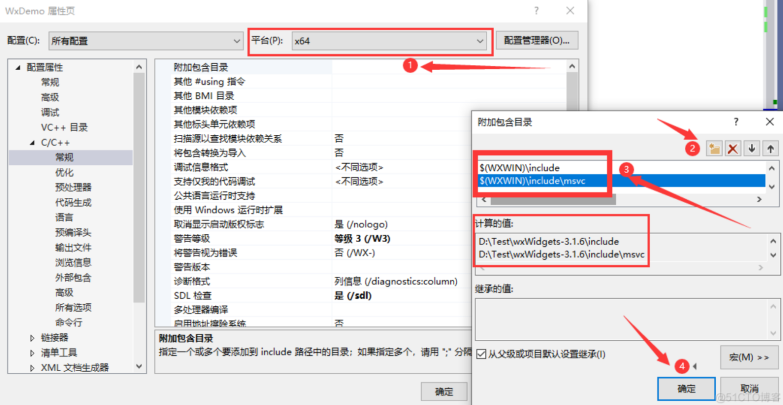 WxDemo 属性页
?
配置(C):
所有配置
平台(P):
x64
配置管理器(O)...
配置属性
常规
高级
调试
VC++ 目录
C/C++
常规
优化
预处理器
代码生成
语言
预编译头
输出文件
浏览信息
外部包含
高级
所有选项
命令行
链接器
清单工具
XML 文档生成器
附加包含目录
其他 #using 指令
其他 BMI 目录
其他模块依赖项
其他标头单元依赖项
扫描源以查找模块依赖关系 否
将包含转换为导入 否
调试信息格式 <不同选项>
支持仅我的代码调试 <不同选项>
公共语言运行时支持
使用 Windows 运行时扩展
取消显示启动版权标志 是 (/nologo)
警告等级 等级 3 (/W3)
将警告视为错误 否 (/WX-)
警告版本
诊断格式 列信息 (/diagnostics:column)
SDL 检查 是 (/sdl)
多处理器编译
启用地址擦除系统 否
附加包含目录
指定一个或多个要添加到 include 路径中的目录；如果指定多个，请用 ";" 分隔
确定
1
附加包含目录
?
2
$(WXWIN)\include
$(WXWIN)\include\msvc
3
计算的值:
D:\Test\wxWidgets-3.1.6\include
D:\Test\wxWidgets-3.1.6\include\msvc
继承的值:
从父级或项目默认设置继承(I)
宏(M) >>
4
确定
取消
@51CTO博客